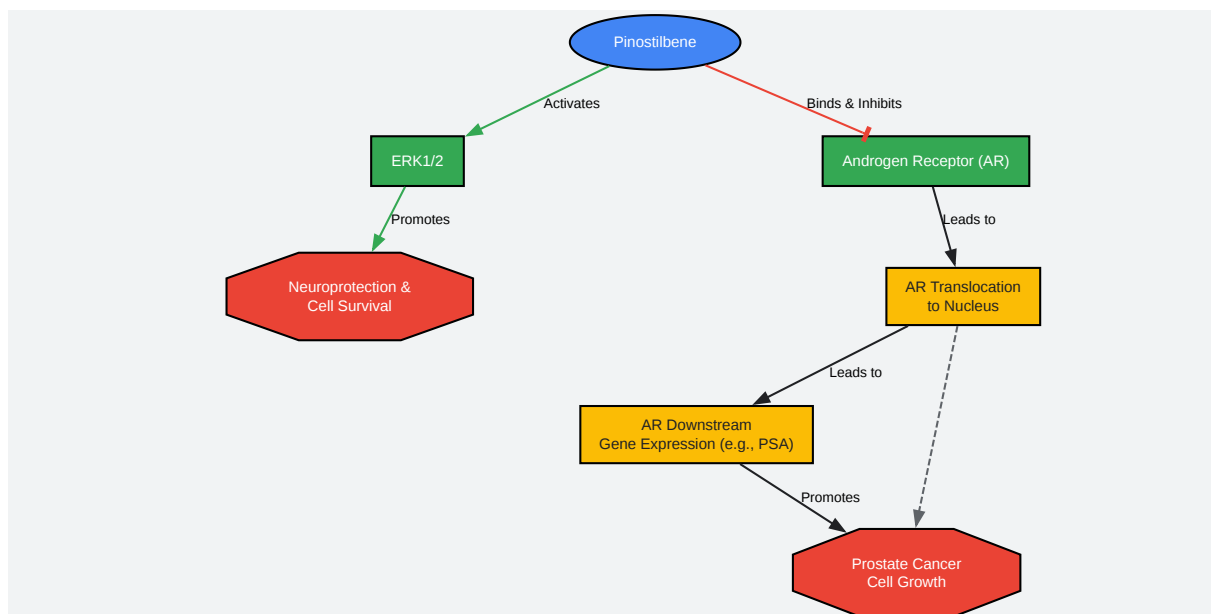 Pinostilbene
Activates
Binds & Inhibits
ERK1/2
Androgen Receptor (AR)
Promotes
Leads to
Neuroprotection &
Cell Survival
AR Translocation
to Nucleus
Leads to
AR Downstream
Gene Expression (e.g., PSA)
Promotes
Prostate Cancer
Cell Growth